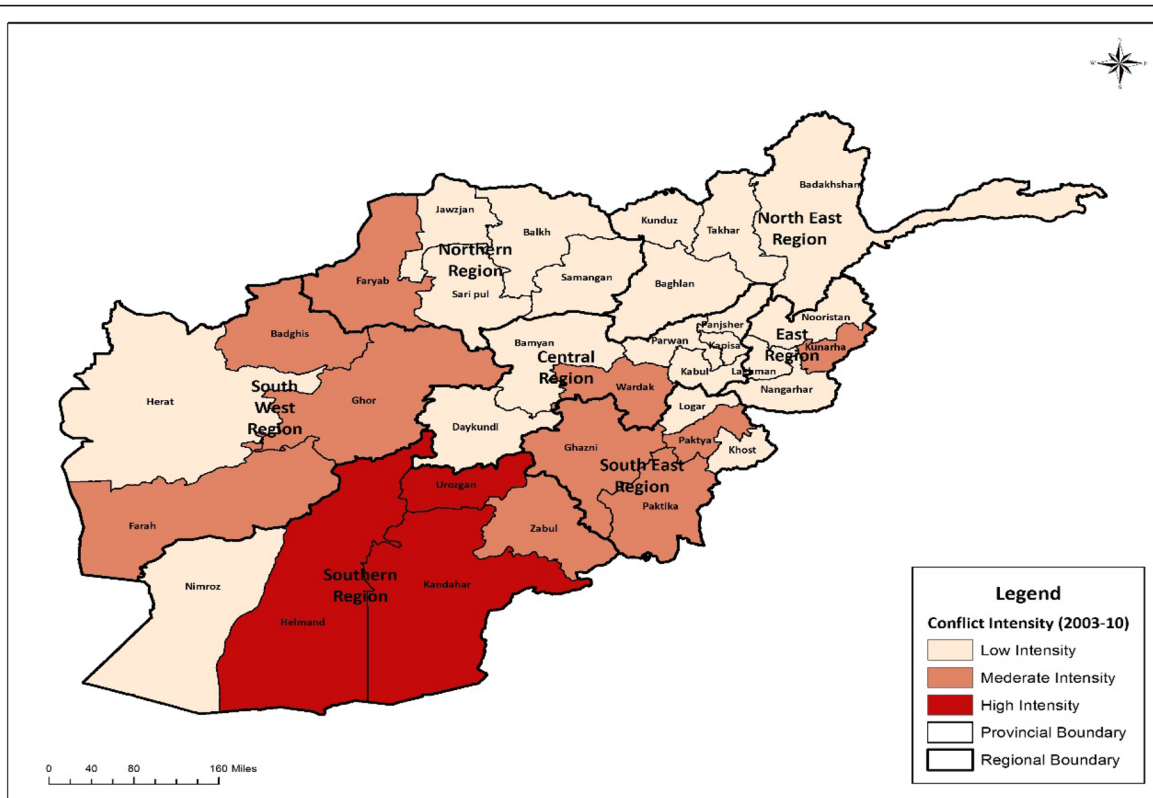 N
W
S
Badakhshan
Jawzjan
Kunduz
Takhar
North East
Region
Balkh
Northern
Region
Samangan
Baghlan
Faryab
Sari pul
Nooristan
Panjsher
East
Region
Badghis
Bamyan
Parwan
Kapisa
Kunarha
Central
Region
Kabul
Laghman
Nangarhar
Wardak
Herat
South
West
Region
Ghor
Logar
Daykundi
Ghazni
Paktya
Khost
South East
Region
Urozgan
Paktika
Farah
Zabul
Nimroz
Southern
Region
Kandahar
Helmand
Legend
Conflict Intensity (2003-10)
Low Intensity
Mederate Intensity
High Intensity
Provincial Boundary
Regional Boundary
0 40 80 160 Miles